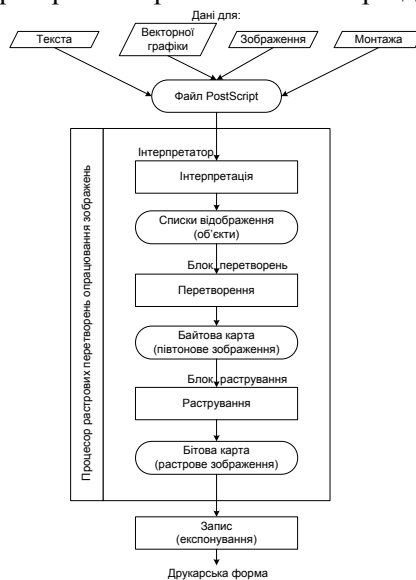 Дані для:
Текста
Векторної
графіки
Зображення
Монтажа
Файл PostScript
Процесор растрових перетворень опрацювання зображень
Інтерпретатор
Інтерпретація
Списки відображення
(об'єкти)
Блок перетворень
Перетворення
Байтова карта
(півтонове зображення)
Блок растрування
Растрування
Бітова карта
(растрове зображення)
Запис
(експонування)
Друкарська форма